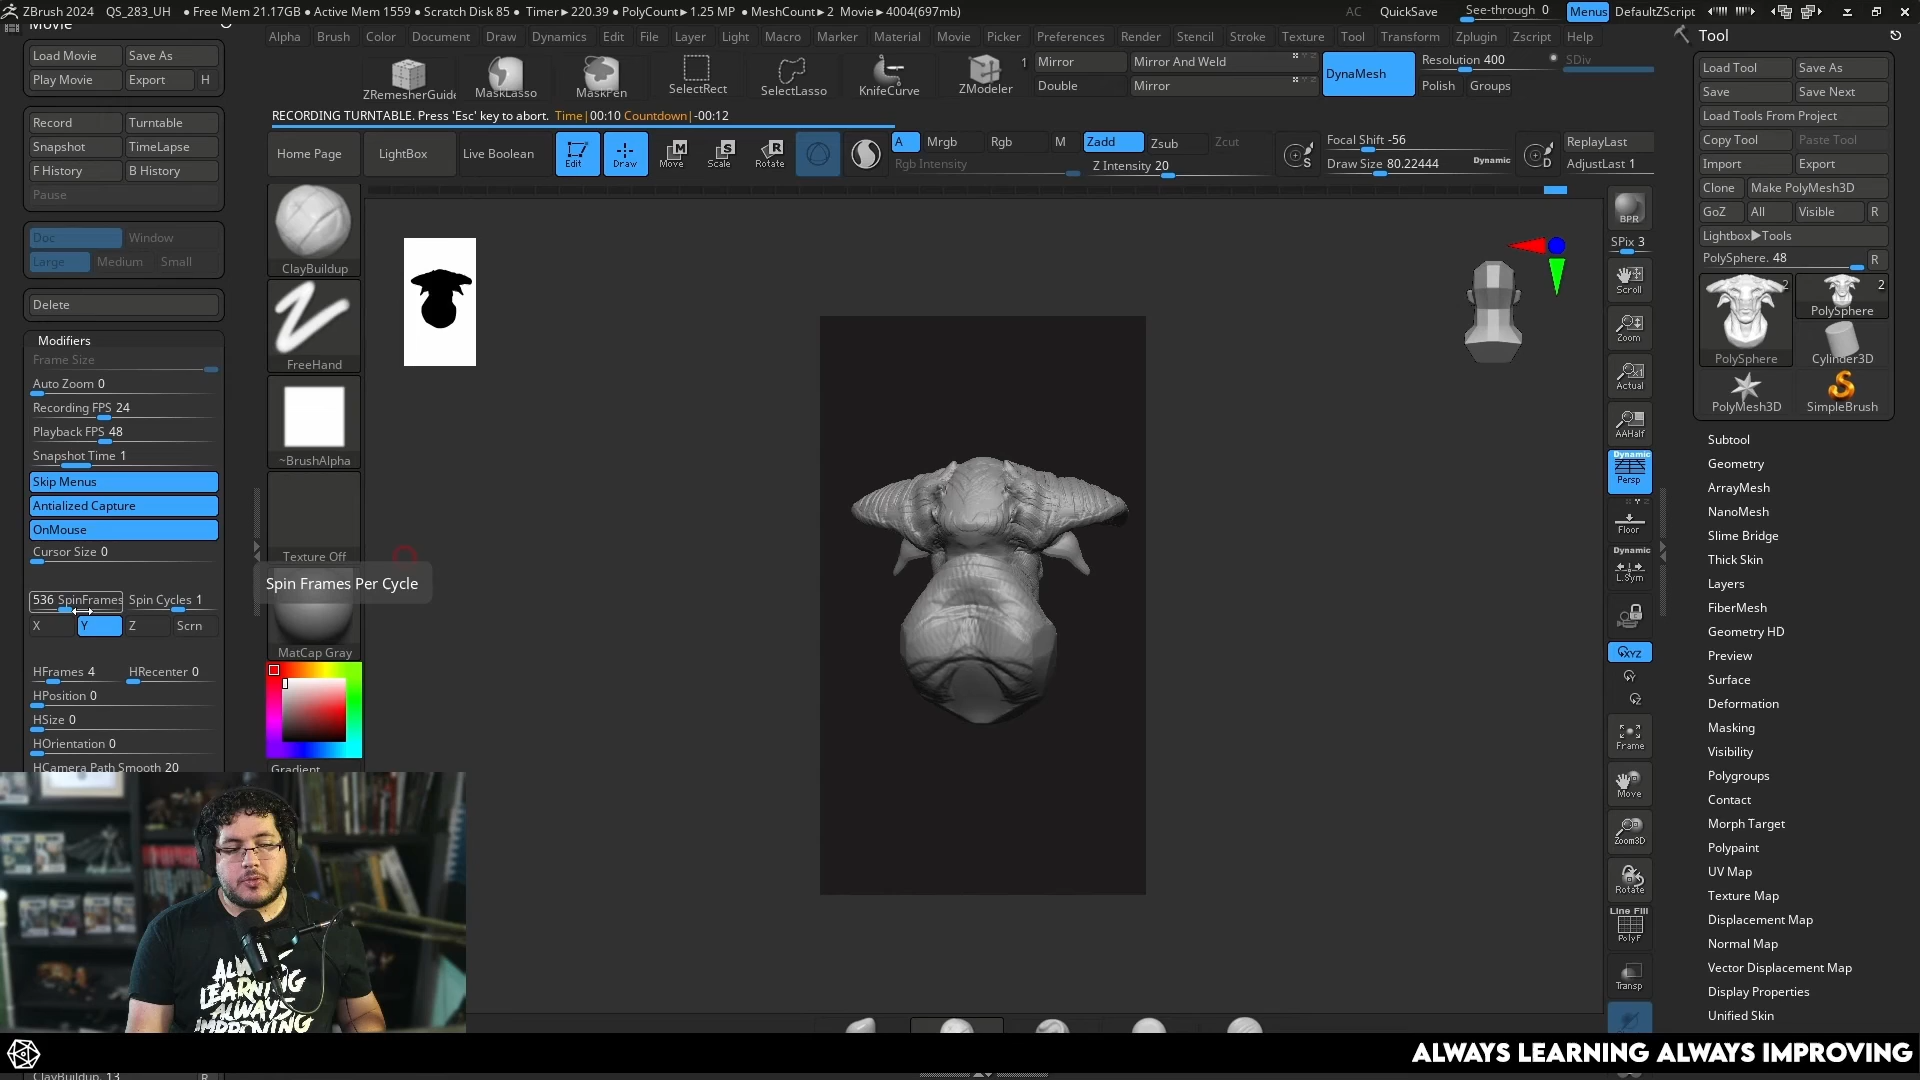 ZBrush 2024 QS_283_UH ● Free Mem 21.17GB ● Active Mem 1559 ● Scratch Disk 85 ● Timer►220.39 ● PolyCount►1.25 MP ● MeshCount►2 Movie►4004(697mb) AC QuickSave See-through 0 Menus DefaultZScript
Movie
Load Movie Save As
Play Movie Export H
Record Turntable
Snapshot TimeLapse
F History B History
Pause
Doc Window
Large Medium Small
Delete
Modifiers
Frame Size
Auto Zoom 0
Recording FPS 24
Playback FPS 48
Snapshot Time 1
Skip Menus
Antialized Capture
OnMouse
Cursor Size 0
536 SpinFrames Spin Cycles 1
X Y Z Scrn
HFrames 4 HRecenter 0
HPosition 0
HSize 0
HOrientation 0
HCamera Path Smooth 20
Alpha Brush Color Document Draw Dynamics Edit File Layer Light Macro Marker Material Movie Picker Preferences Render Stencil Stroke Texture Tool Transform Zplugin Zscript Help
ZRemesherGuide MaskLasso MaskPen SelectRect SelectLasso KnifeCurve ZModeler 1
Mirror Mirror And Weld
Double Mirror
DynaMesh
Resolution 400 SDiv
Polish Groups
RECORDING TURNTABLE. Press 'Esc' key to abort. Time|00:10 Countdown|-00:12
Home Page LightBox Live Boolean Edit Draw Move Scale Rotate
A Mrgb Rgb M Zadd Zsub Zcut
Rgb Intensity Z Intensity 20
Focal Shift -56
Draw Size 80.22444 Dynamic
ReplayLast
AdjustLast 1
ClayBuildup
FreeHand
~BrushAlpha
Texture Off
Spin Frames Per Cycle
MatCap Gray
Gradient
BPR
SPix 3
Scroll
Zoom
Actual
AAHalf
Dynamic
Persp
Floor
Dynamic
L.Sym
XYZ
Frame
Move
Zoom3D
Rotate
Line Fill
PolyF
Transp
Tool
Load Tool Save As
Save Save Next
Load Tools From Project
Copy Tool Paste Tool
Import Export
Clone Make PolyMesh3D
GoZ All Visible R
Lightbox►Tools
PolySphere. 48 R
2 2
PolySphere
PolySphere Cylinder3D
PolyMesh3D SimpleBrush
Subtool
Geometry
ArrayMesh
NanoMesh
Slime Bridge
Thick Skin
Layers
FiberMesh
Geometry HD
Preview
Surface
Deformation
Masking
Visibility
Polygroups
Contact
Morph Target
Polypaint
UV Map
Texture Map
Displacement Map
Normal Map
Vector Displacement Map
Display Properties
Unified Skin
LEARNING
ALWAYS
IMPROVING
ALWAYS LEARNING ALWAYS IMPROVING
ClayBuildup. 13 R